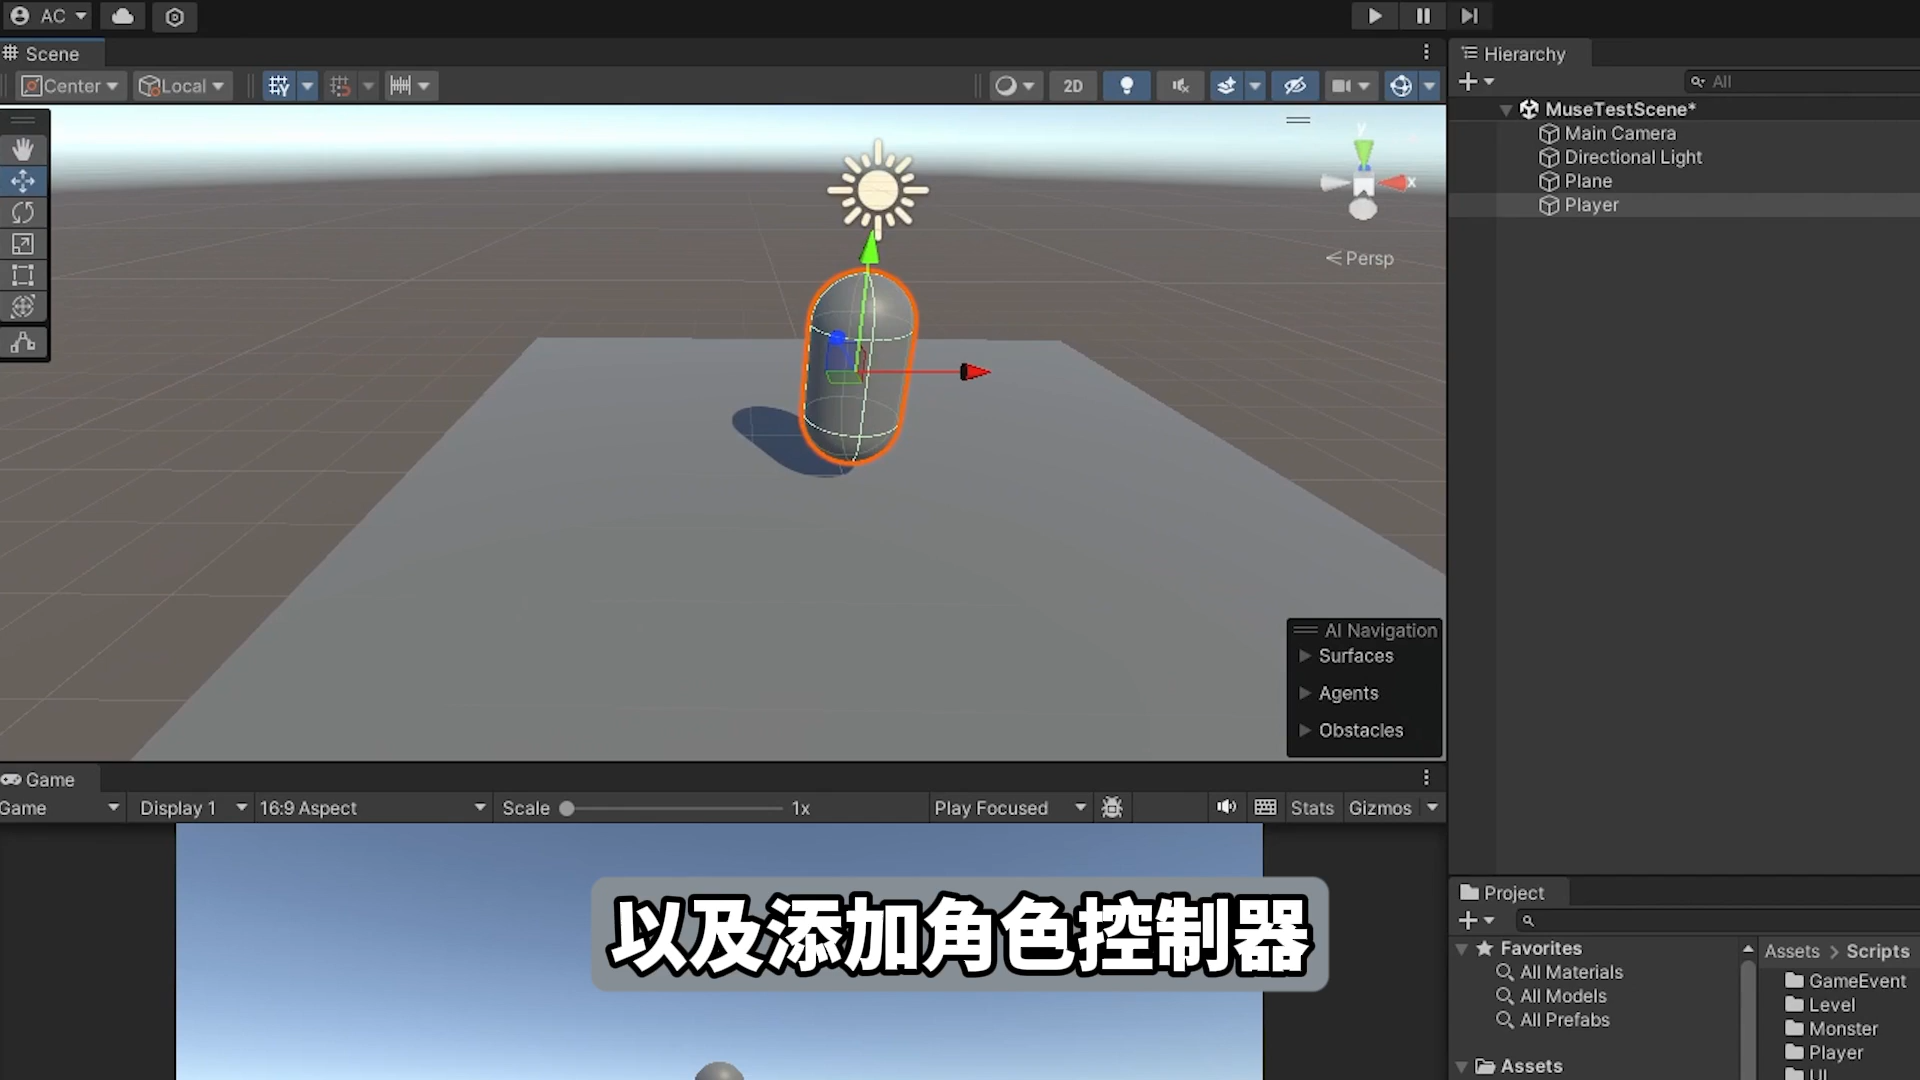 AC
Scene
Center
Local
2D
y
x
Persp
AI Navigation
Surfaces
Agents
Obstacles
Hierarchy
All
MuseTestScene*
Main Camera
Directional Light
Plane
Player
Game
Game
Display 1
16:9 Aspect
Scale
1x
Play Focused
Stats
Gizmos
以及添加角色控制器
Project
Favorites
All Materials
All Models
All Prefabs
Assets
Assets > Scripts
GameEvent
Level
Monster
Player
UI